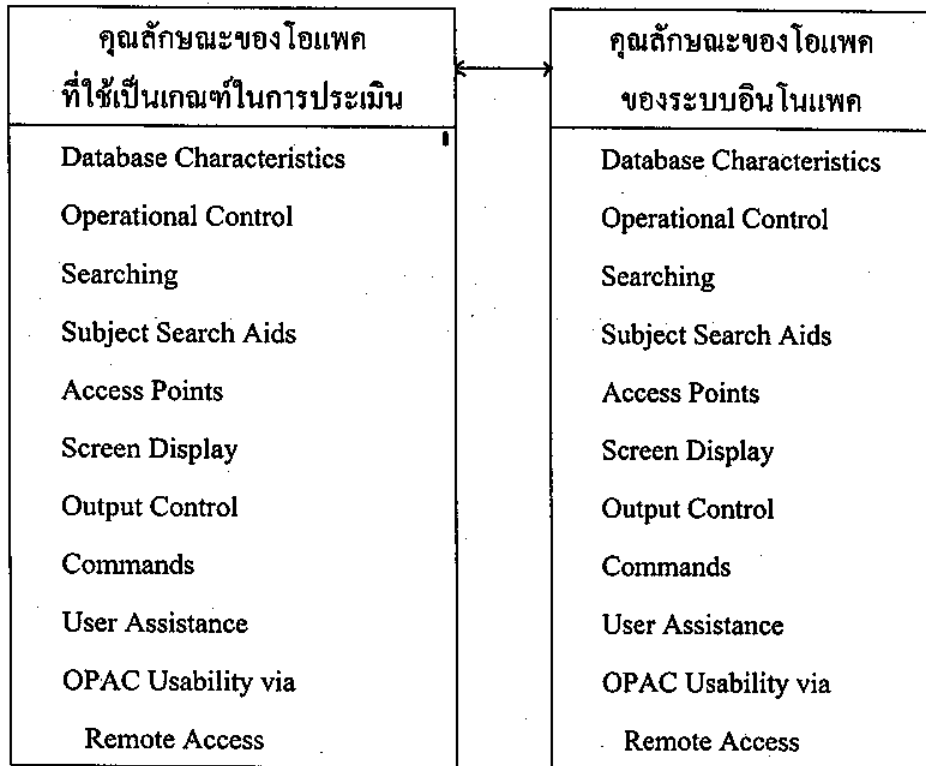 คุณลักษณะของโอแพค
ที่ใช้เป็นเกณฑ์ในการประเมิน
Database Characteristics
Operational Control
Searching
Subject Search Aids
Access Points
Screen Display
Output Control
Commands
User Assistance
OPAC Usability via
Remote Access
คุณลักษณะของโอแพค
ของระบบอินโนแพค
Database Characteristics
Operational Control
Searching
Subject Search Aids
Access Points
Screen Display
Output Control
Commands
User Assistance
OPAC Usability via
Remote Access